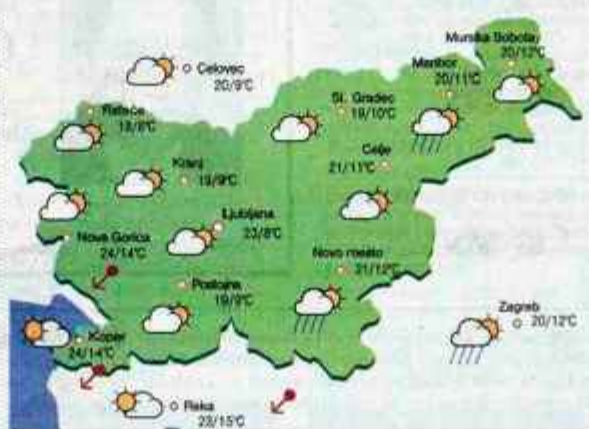 Murska Sobota
20/12°C
Maribor
20/11°C
Celovec
20/9°C
Sl. Gradec
19/10°C
Rateče
18/8°C
Celje
21/11°C
Kranj
19/9°C
Ljubljana
23/8°C
Nova Gorica
24/14°C
Novo mesto
21/12°C
Postojna
19/9°C
Zagreb
20/12°C
Koper
24/14°C
Reka
23/15°C